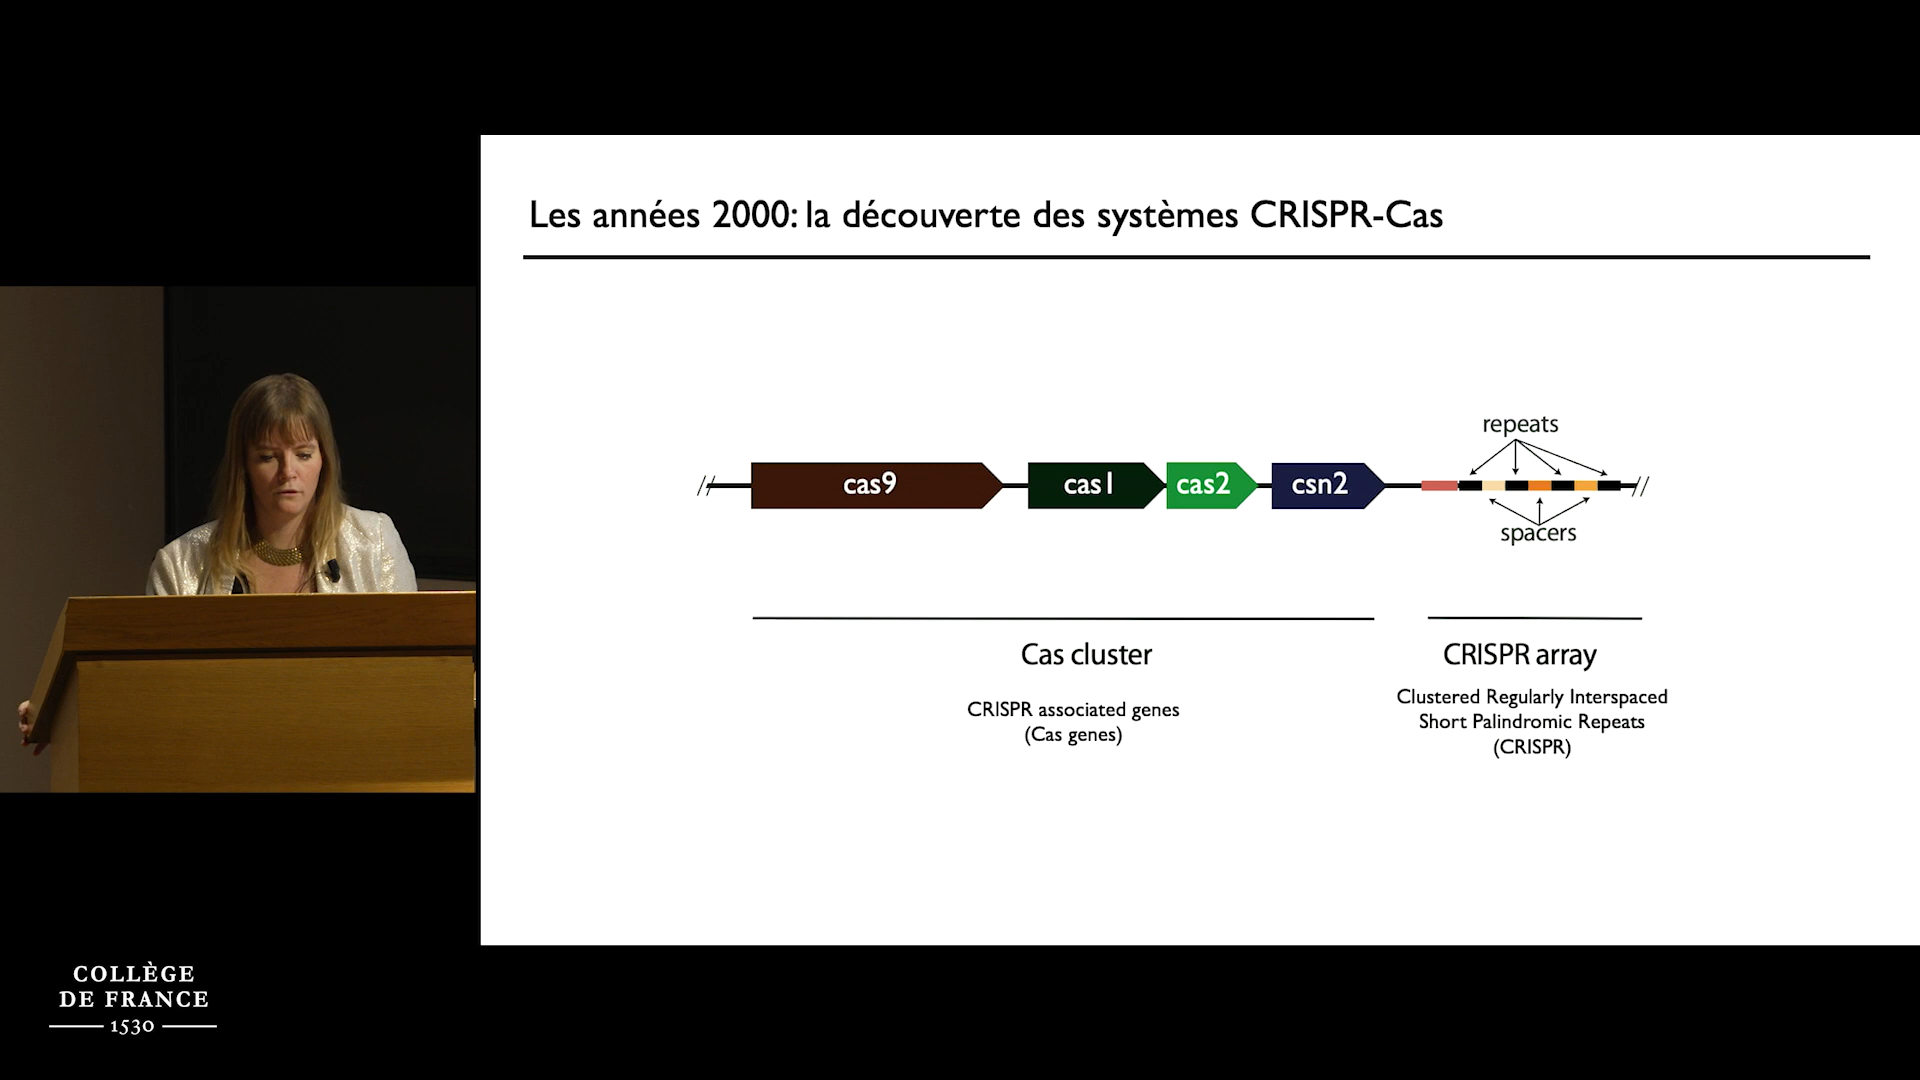 Les années 2000: la découverte des systèmes CRISPR-Cas
repeats
cas9
cas1
cas2
csn2
spacers
Cas cluster
CRISPR array
CRISPR associated genes
(Cas genes)
Clustered Regularly Interspaced
Short Palindromic Repeats
(CRISPR)
COLLÈGE
DE FRANCE
1530